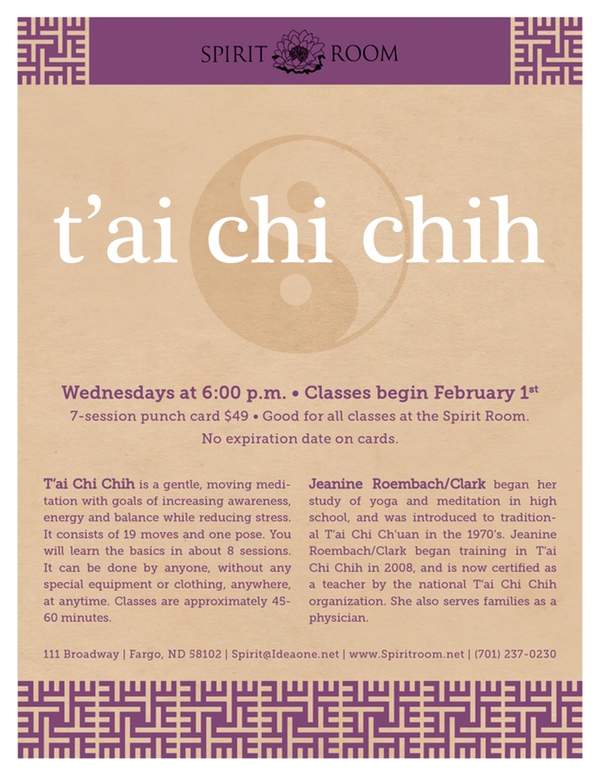 SPIRIT ROOM
t’ai chi chih
Wednesdays at 6:00 p.m. • Classes begin February 1st
7-session punch card $49 • Good for all classes at the Spirit Room.
No expiration date on cards.
T’ai Chi Chih is a gentle, moving medi-
tation with goals of increasing awareness,
energy and balance while reducing stress.
It consists of 19 moves and one pose. You
will learn the basics in about 8 sessions.
It can be done by anyone, without any
special equipment or clothing, anywhere,
at anytime. Classes are approximately 45-
60 minutes.
Jeanine Roembach/Clark began her
study of yoga and meditation in high
school, and was introduced to tradition-
al T’ai Chi Ch’uan in the 1970’s. Jeanine
Roembach/Clark began training in T’ai
Chi Chih in 2008, and is now certified as
a teacher by the national T’ai Chi Chih
organization. She also serves families as a
physician.
111 Broadway | Fargo, ND 58102 | Spirit@Ideaone.net | www.Spiritroom.net | (701) 237-0230